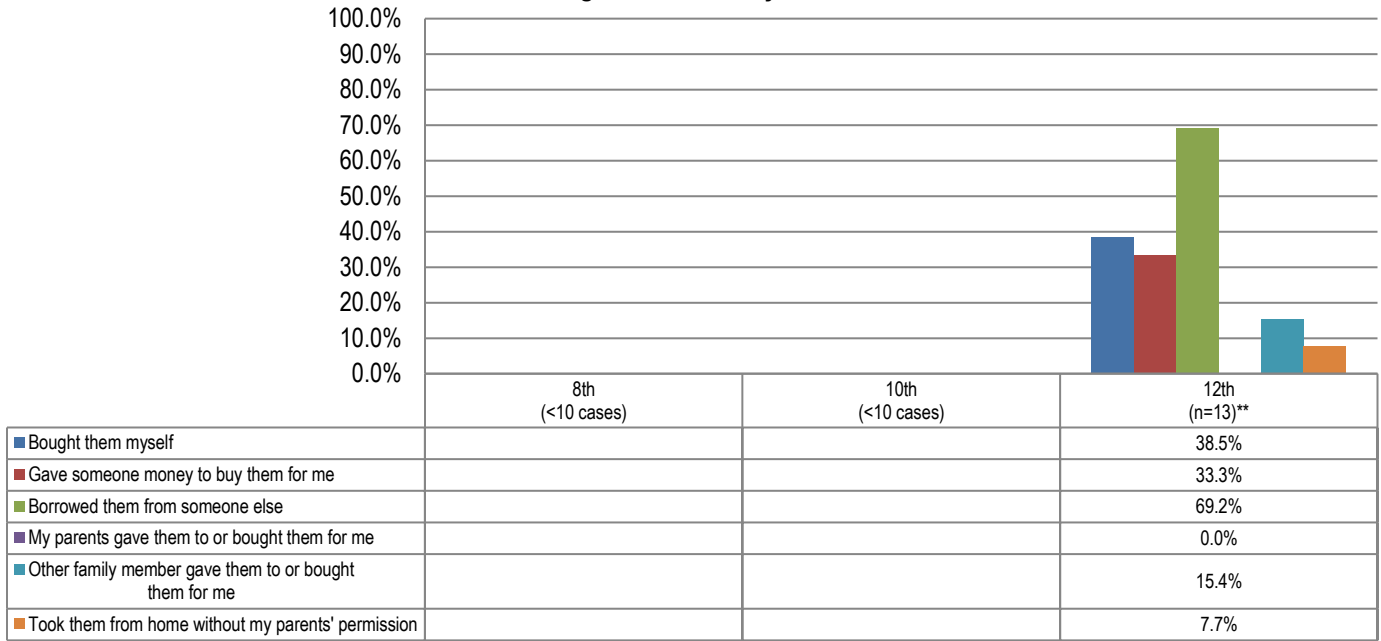 100.0%
90.0%
80.0%
70.0%
60.0%
50.0%
40.0%
30.0%
20.0%
10.0%
0.0%
8th 10th 12th
(<10 cases) (<10 cases) (n=13)**
Bought them myself 38.5%
Gave someone money to buy them for me 33.3%
Borrowed them from someone else 69.2%
My parents gave them to or bought them for me 0.0%
Other family member gave them to or bought
them for me 15.4%
Took them from home without my parents' permission 7.7%